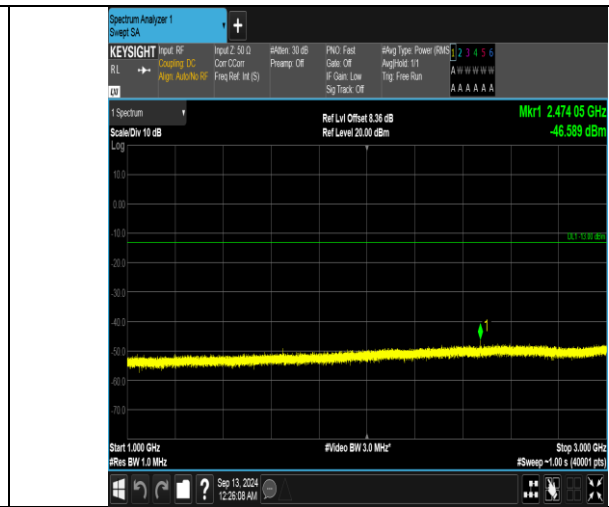 Spectrum Analyzer 1
Swept SA
+
KEYSIGHT Input: RF Input Z: 50 Ω #Atten: 30 dB PNO: Fast #Avg Type: Power (RMS 1 2 3 4 5 6
RL Coupling: DC Corr CCorr Preamp: Off Gate: Off Avg|Hold: 1/1 A W W W W W
Align: Auto/No RF Freq Ref: Int (S) IF Gain: Low Trig: Free Run
Sig Track: Off A A A A A A
LXI
1 Spectrum Ref Lvl Offset 8.36 dB Mkr1 2.474 05 GHz
Scale/Div 10 dB Ref Level 20.00 dBm -46.589 dBm
Log
10.0
0.00
-10.0
DL1 -13.00 dBm
-20.0
-30.0
-40.0
1
-50.0
-60.0
-70.0
Start 1.000 GHz #Video BW 3.0 MHz* Stop 3.000 GHz
#Res BW 1.0 MHz #Sweep ~1.00 s (40001 pts)
? Sep 13, 2024
12:26:08 AM